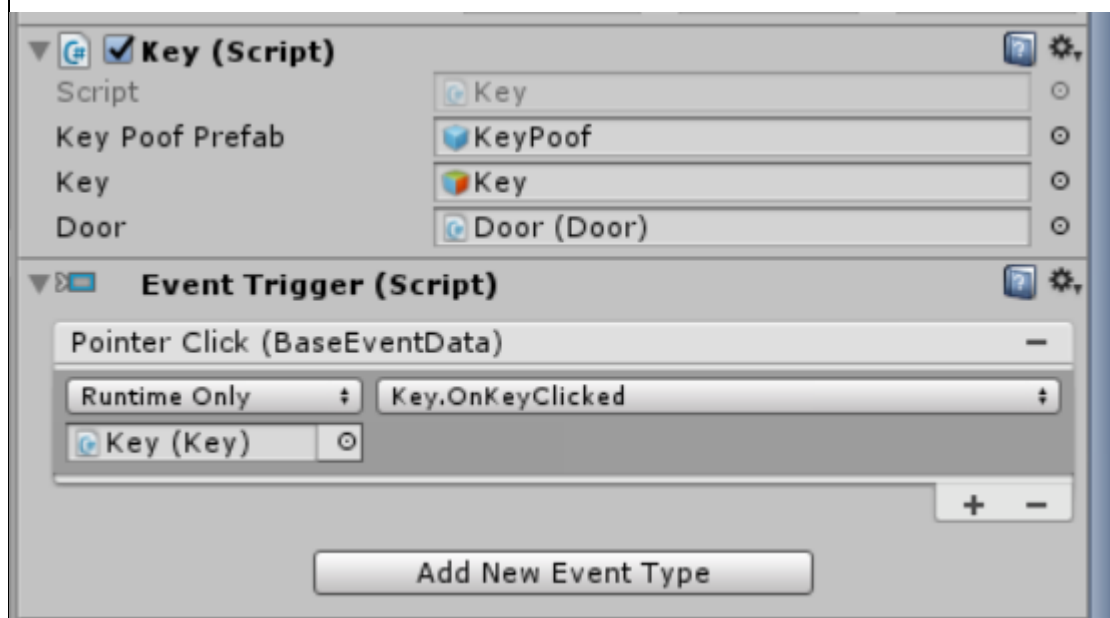 Key (Script)
Script Key
Key Poof Prefab KeyPoof
Key Key
Door Door (Door)
Event Trigger (Script)
Pointer Click (BaseEventData)
Runtime Only Key.OnKeyClicked
Key (Key)
Add New Event Type